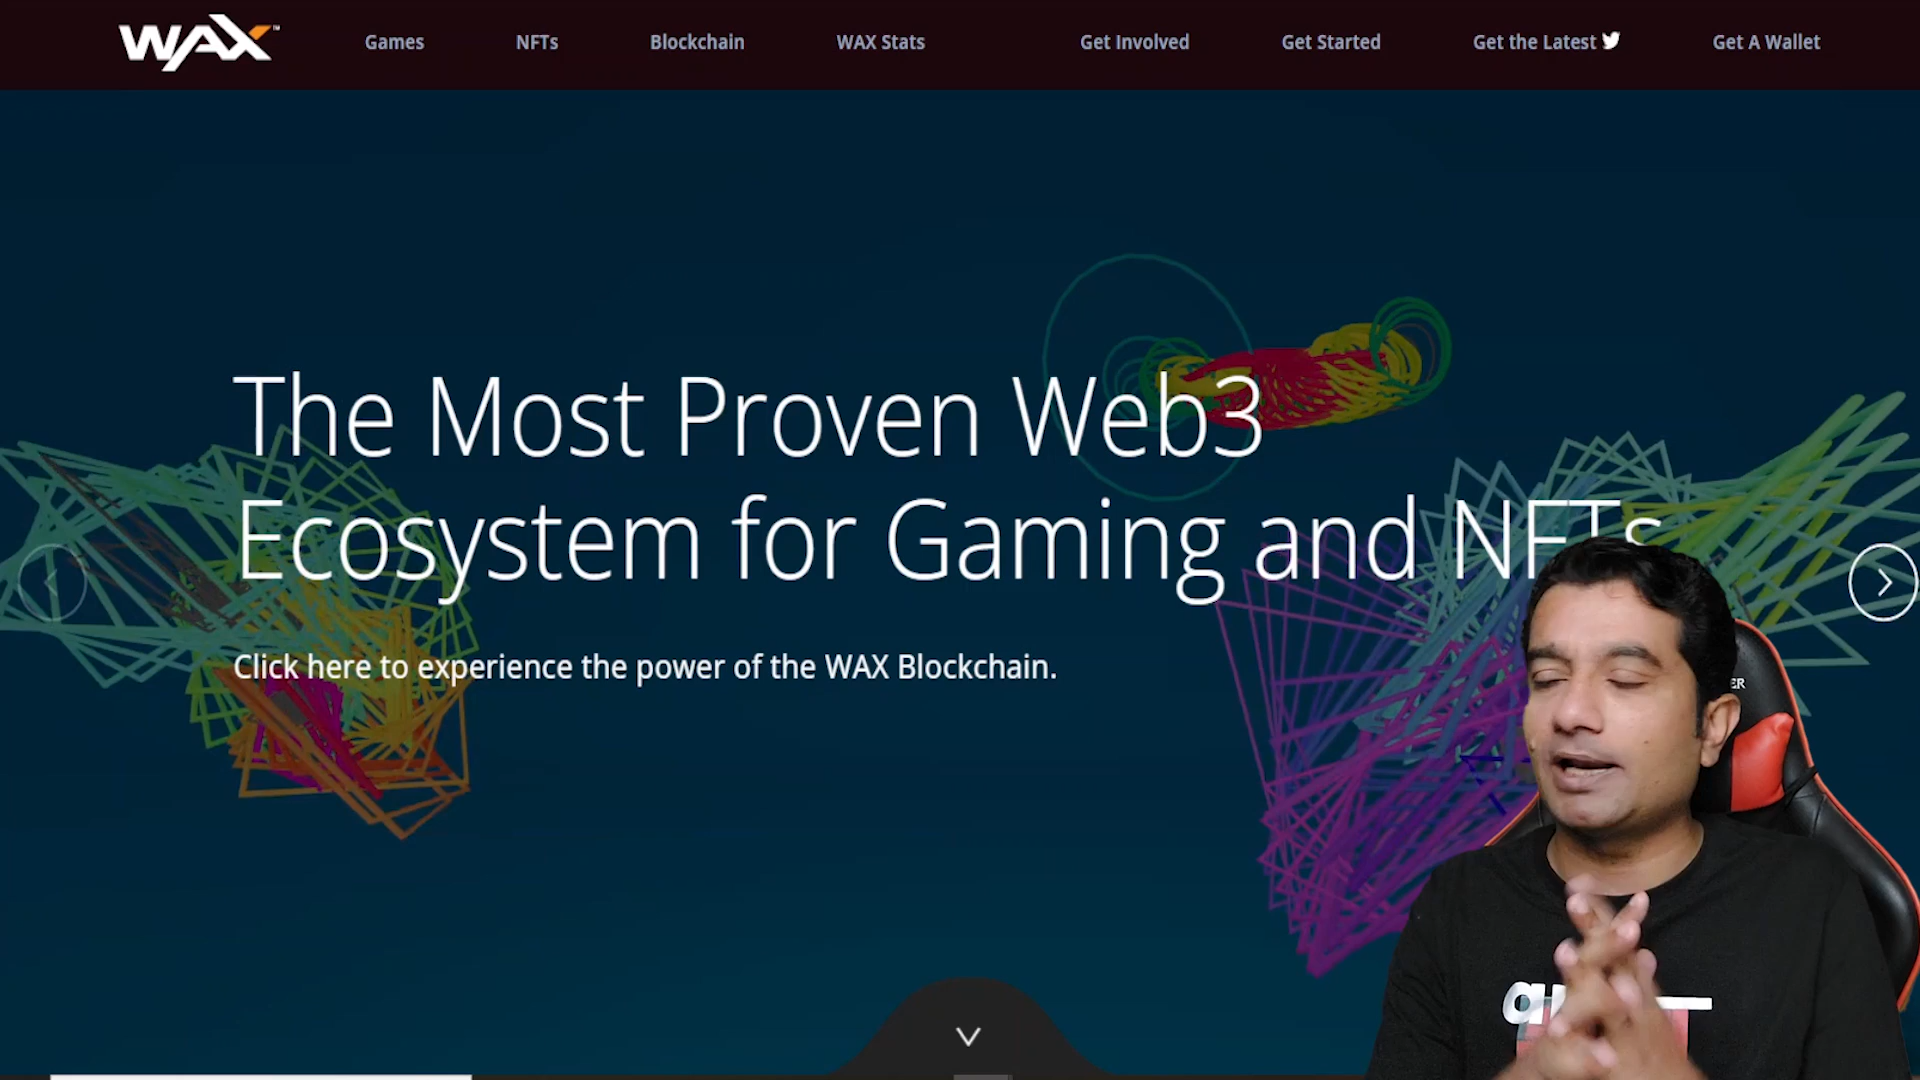 WAX™
Games
NFTs
Blockchain
WAX Stats
Get Involved
Get Started
Get the Latest
Get A Wallet
The Most Proven Web3
Ecosystem for Gaming and NFTs
Click here to experience the power of the WAX Blockchain.